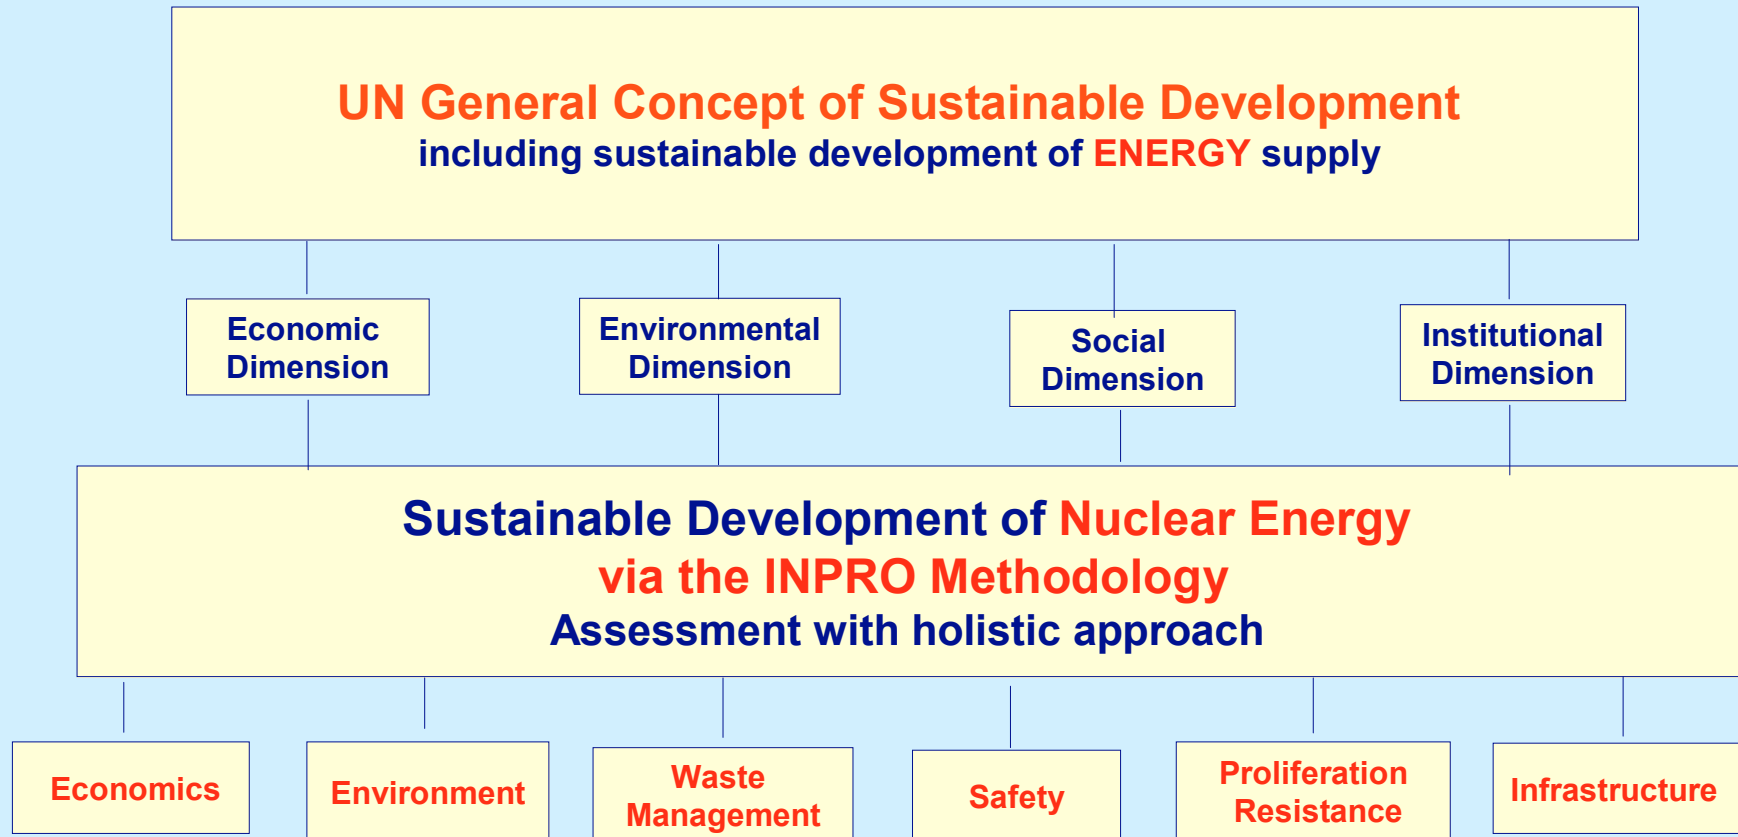 UN General Concept of Sustainable Development
including sustainable development of ENERGY supply
Economic
Dimension
Environmental
Dimension
Social
Dimension
Institutional
Dimension
Sustainable Development of Nuclear Energy
via the INPRO Methodology
Assessment with holistic approach
Economics
Environment
Waste
Management
Safety
Proliferation
Resistance
Infrastructure